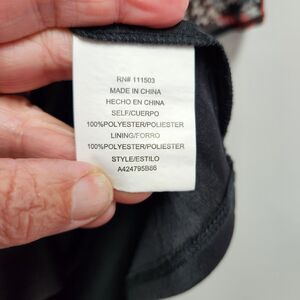 RN# 111503
MADE IN CHINA
HECHO EN CHINA
SELF/CUERPO
100%POLYESTER/POLIESTER
LINING/FORRO
100%POLYESTER/POLIESTER
STYLE/ESTILO
A424795B86